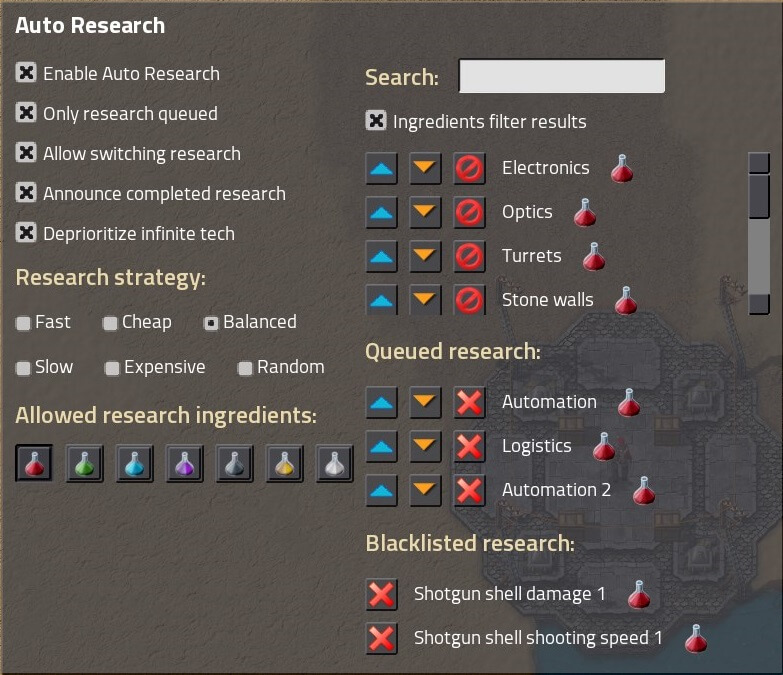 Auto Research
Enable Auto Research
Only research queued
Allow switching research
Announce completed research
Deprioritize infinite tech
Research strategy:
Fast Cheap Balanced
Slow Expensive Random
Allowed research ingredients:
Search:
Ingredients filter results
Electronics
Optics
Turrets
Stone walls
Queued research:
Automation
Logistics
Automation 2
Blacklisted research:
Shotgun shell damage 1
Shotgun shell shooting speed 1